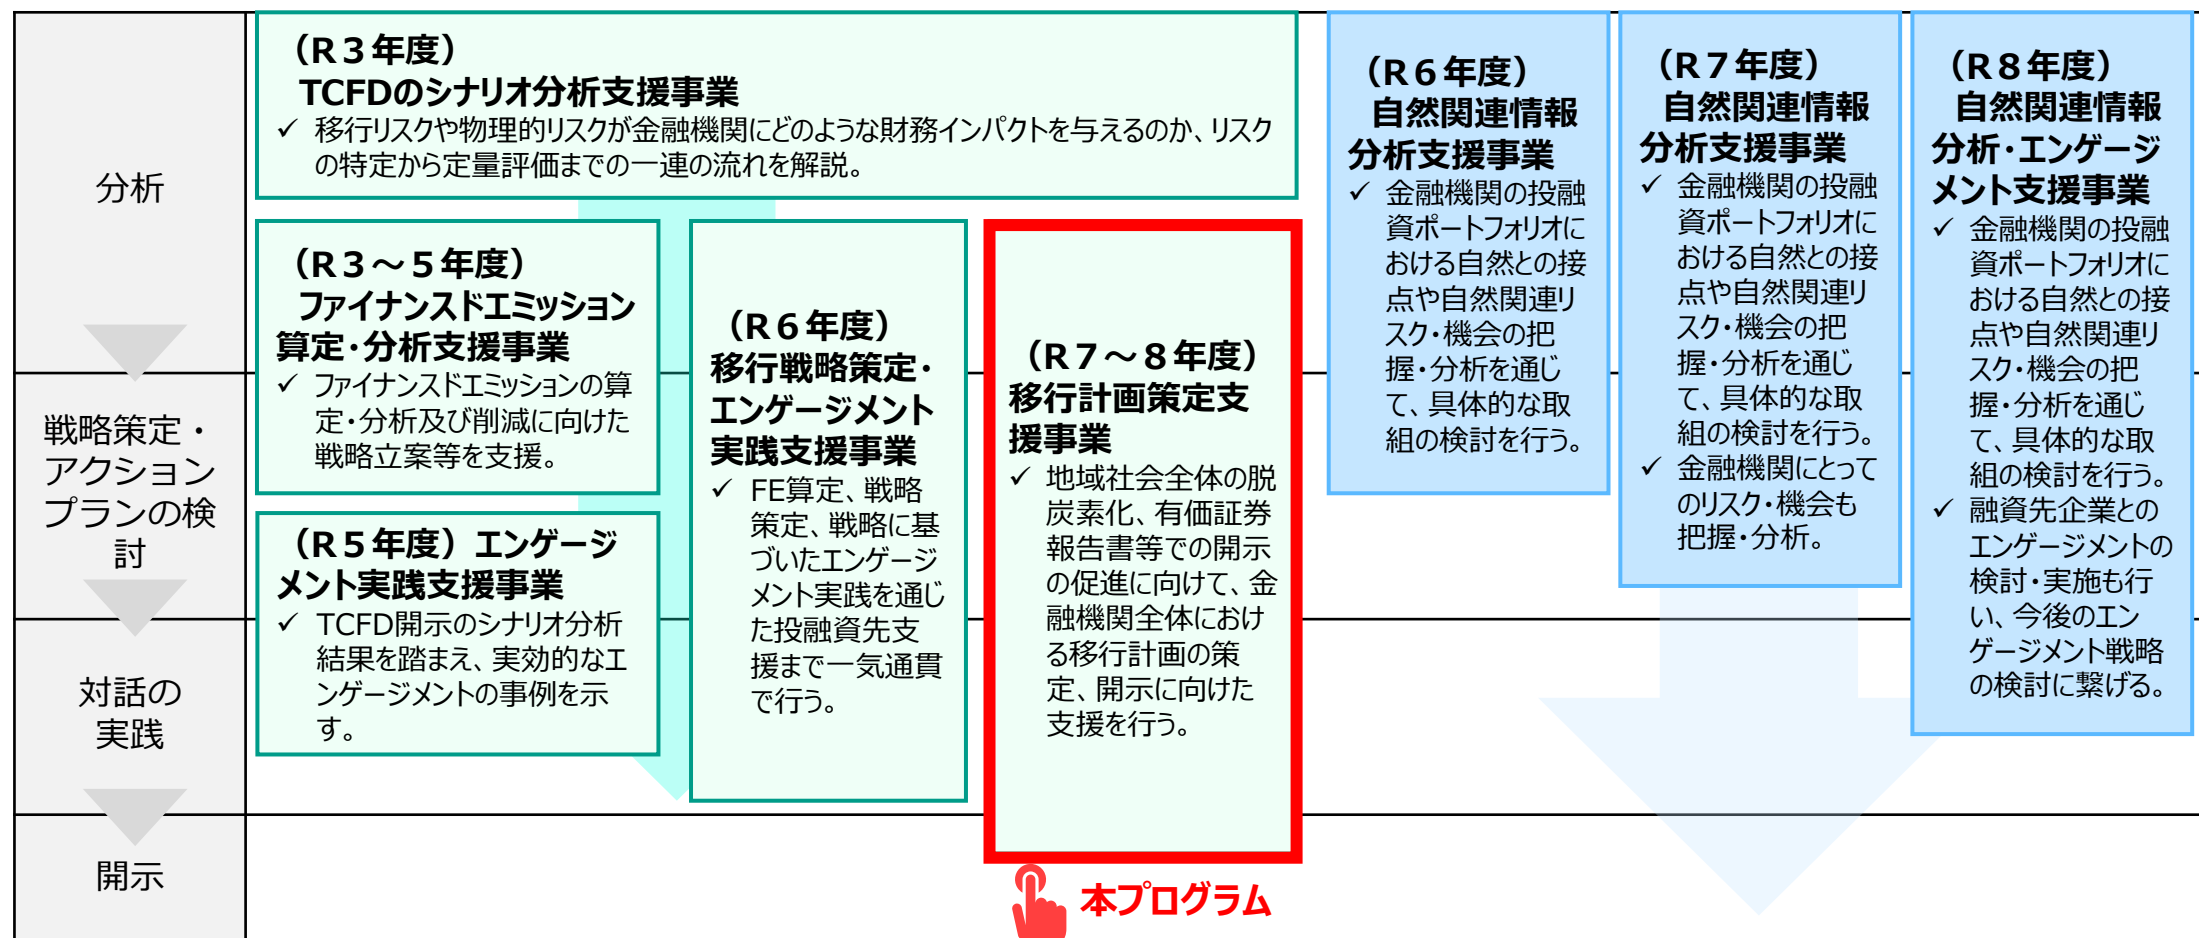 分析
戦略策定・
アクション
プランの検
討
対話の
実践
開示
（R３年度）
TCFDのシナリオ分析支援事業
✓ 移行リスクや物理的リスクが金融機関にどのような財務インパクトを与えるのか、リスク
の特定から定量評価までの一連の流れを解説。
（R３～５年度）
ファイナンスドエミッション
算定・分析支援事業
✓ ファイナンスドエミッションの算
定・分析及び削減に向けた
戦略立案等を支援。
（R５年度）エンゲージ
メント実践支援事業
✓ TCFD開示のシナリオ分析
結果を踏まえ、実効的なエ
ンゲージメントの事例を示
す。
（R６年度）
移行戦略策定・
エンゲージメント
実践支援事業
✓ FE算定、戦略
策定、戦略に基
づいたエンゲージ
メント実践を通じ
た投融資先支
援まで一気通貫
で行う。
（R７～８年度）
移行計画策定支
援事業
✓ 地域社会全体の脱
炭素化、有価証券
報告書等での開示
の促進に向けて、金
融機関全体におけ
る移行計画の策
定、開示に向けた
支援を行う。
本プログラム
（R６年度）
自然関連情報
分析支援事業
✓ 金融機関の投融
資ポートフォリオに
おける自然との接
点や自然関連リ
スク・機会の把
握・分析を通じ
て、具体的な取
組の検討を行う。
（R７年度）
自然関連情報
分析支援事業
✓ 金融機関の投融
資ポートフォリオに
おける自然との接
点や自然関連リ
スク・機会の把
握・分析を通じ
て、具体的な取
組の検討を行う。
✓ 金融機関にとって
のリスク・機会も
把握・分析。
（R８年度）
自然関連情報
分析・エンゲージ
メント支援事業
✓ 金融機関の投融
資ポートフォリオに
おける自然との接
点や自然関連リ
スク・機会の把
握・分析を通じ
て、具体的な取
組の検討を行う。
✓ 融資先企業との
エンゲージメントの
検討・実施も行
い、今後のエン
ゲージメント戦略
の検討に繋げる。